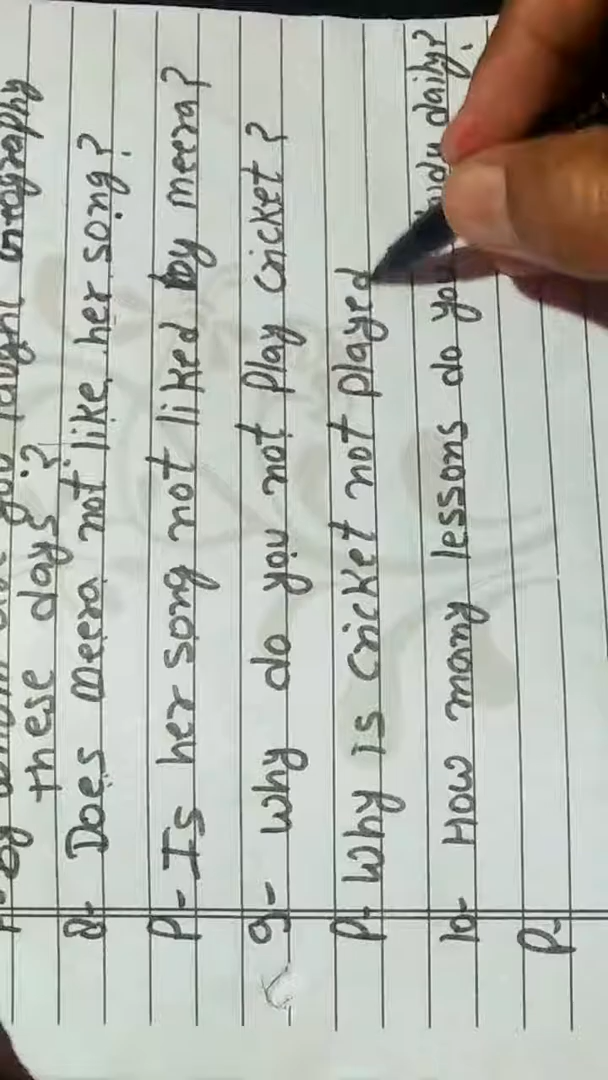 these days?
8- Does meera not like her song?
P- Is her song not liked by meera?
9- Why do you not Play cricket?
P- Why is cricket not played
10- How many lessons do you daily?
P-